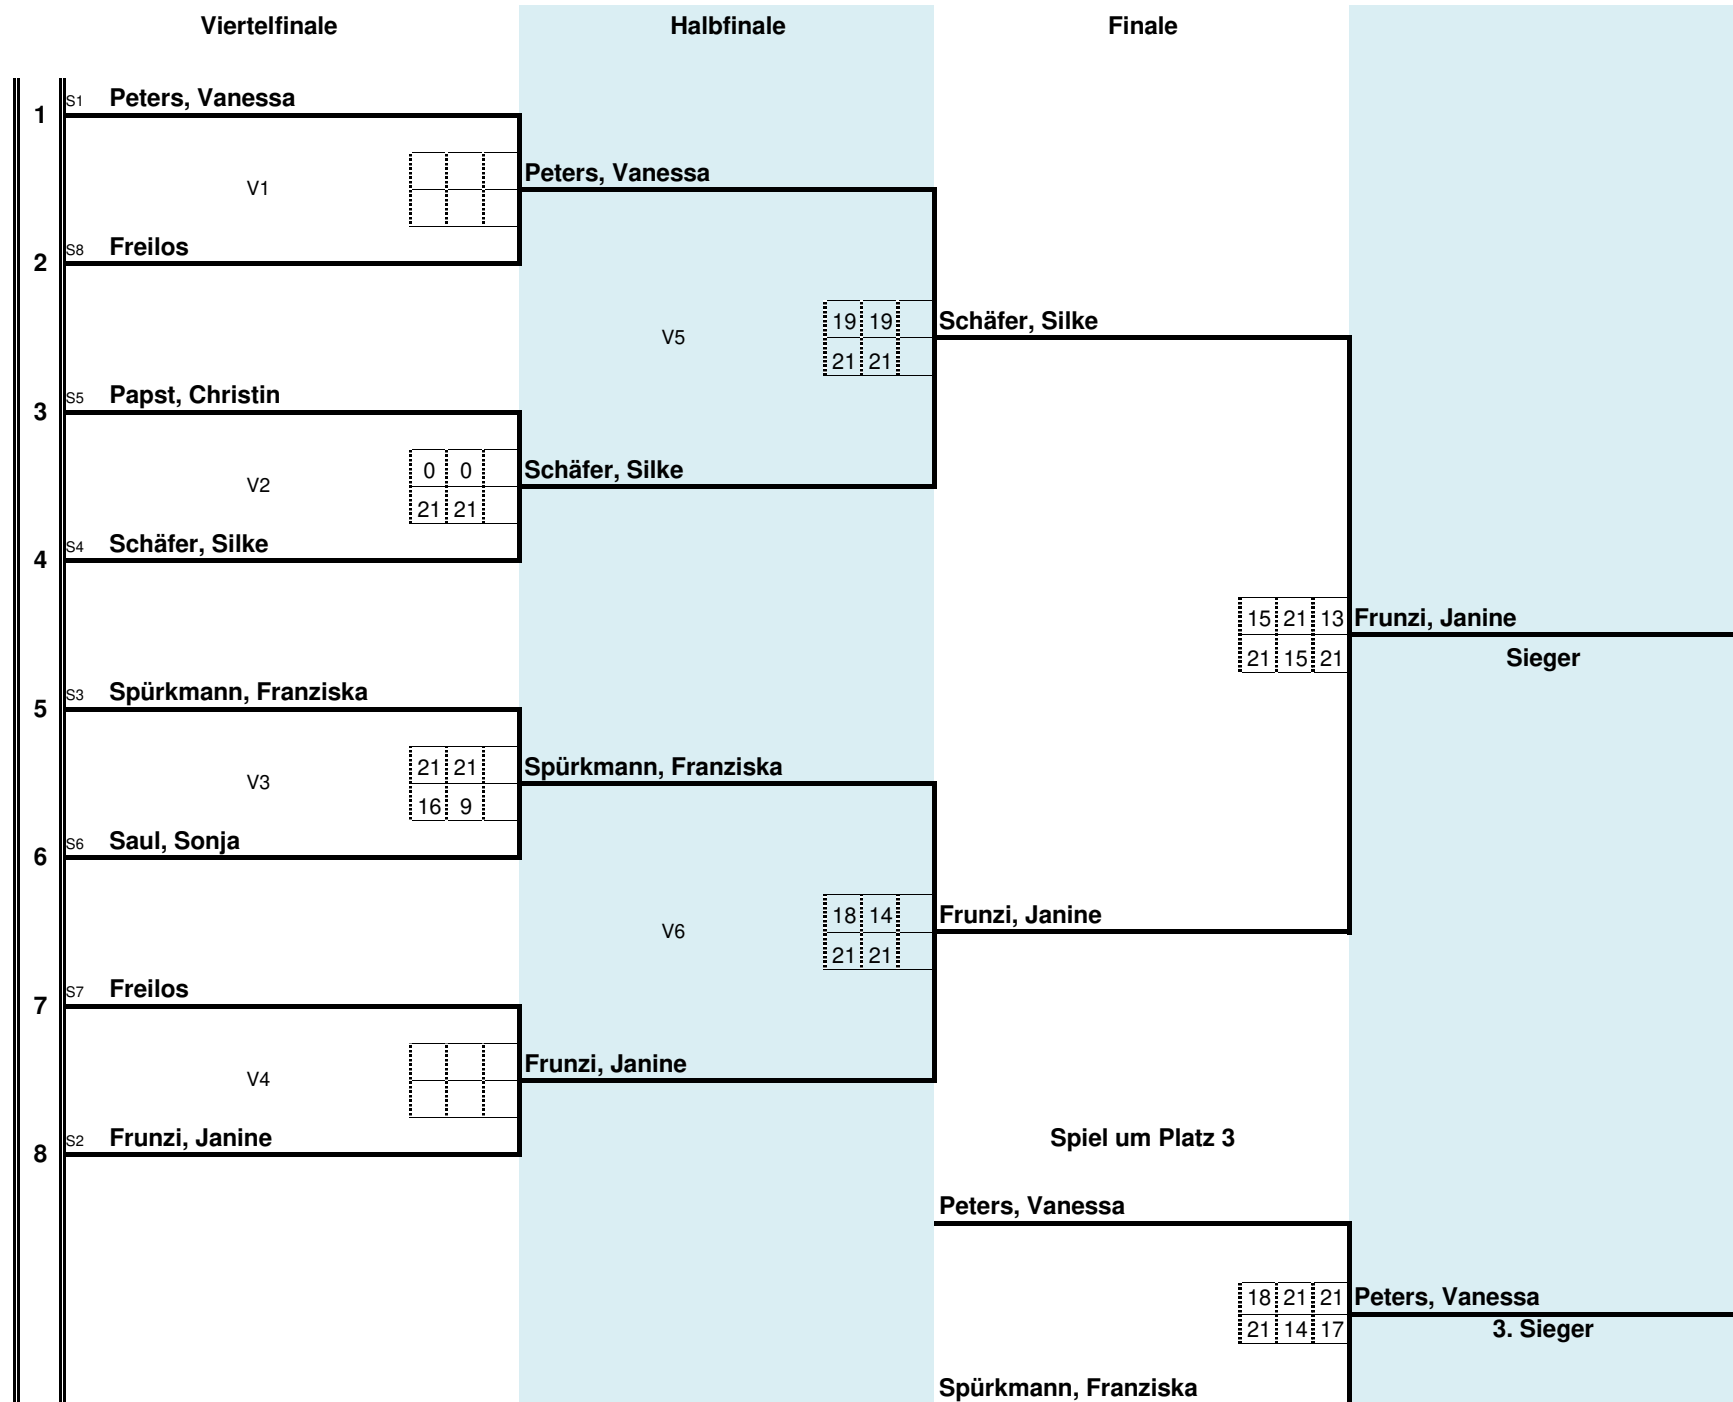 Viertelfinale Halbfinale Finale
S1 Peters, Vanessa
1
Peters, Vanessa
V1
S8 Freilos
2
19 19 Schäfer, Silke
V5
21 21
S5 Papst, Christin
3
0 0 Schäfer, Silke
V2
21 21
S4 Schäfer, Silke
4
15 21 13 Frunzi, Janine
21 15 21 Sieger
S3 Spürkmann, Franziska
5
21 21 Spürkmann, Franziska
V3
16 9
S6 Saul, Sonja
6
18 14 Frunzi, Janine
V6
21 21
S7 Freilos
7
Frunzi, Janine
V4
S2 Frunzi, Janine Spiel um Platz 3
8
Peters, Vanessa
18 21 21 Peters, Vanessa
21 14 17 3. Sieger
Spürkmann, Franziska